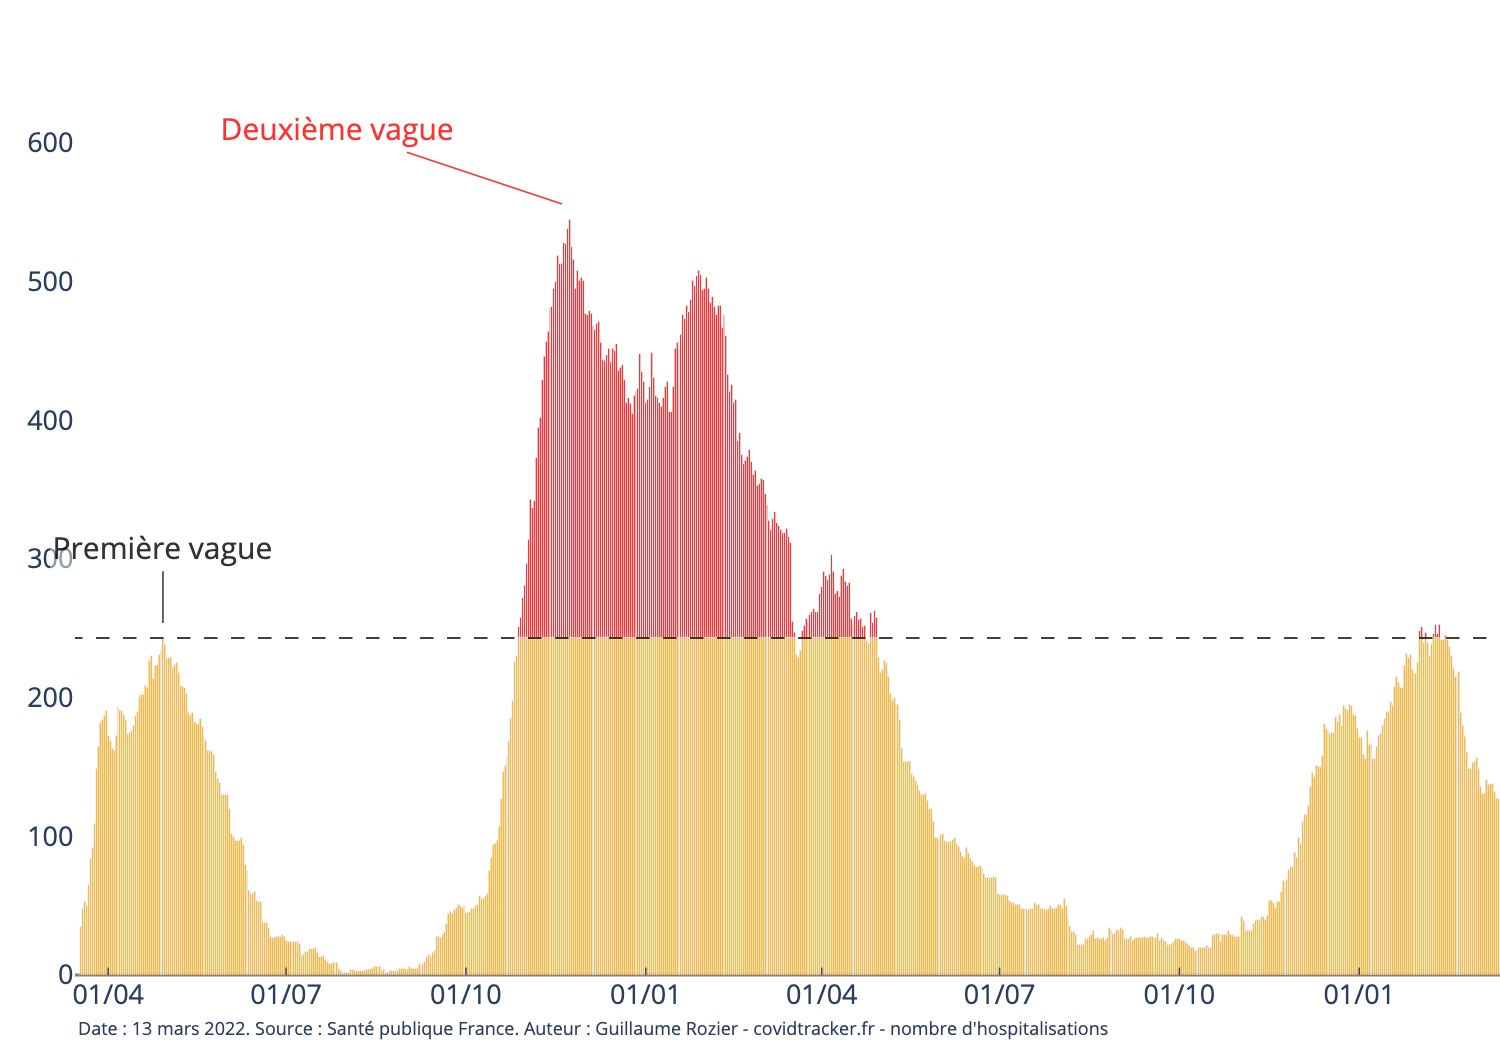 Deuxième vague
600
500
400
300
Première vague
200
100
0
01/04 01/07 01/10 01/01 01/04 01/07 01/10 01/01
Date : 13 mars 2022. Source : Santé publique France. Auteur : Guillaume Rozier - covidtracker.fr - nombre d'hospitalisations